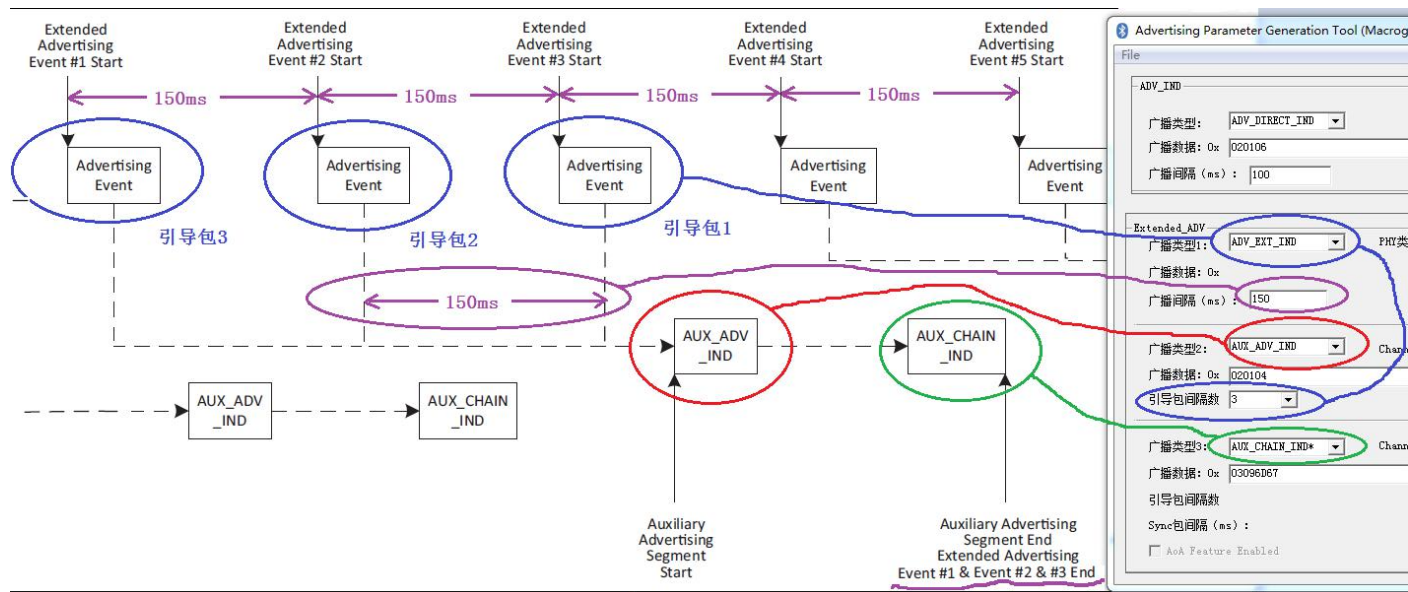 Extended
Advertising
Event #1 Start
Extended
Advertising
Event #2 Start
Extended
Advertising
Event #3 Start
Extended
Advertising
Event #4 Start
Extended
Advertising
Event #5 Start
150ms
150ms
150ms
150ms
Advertising
Event
Advertising
Event
Advertising
Event
Advertising
Event
Advertising
Event
引导包3
引导包2
引导包1
150ms
AUX_ADV
_IND
AUX_CHAIN
_IND
AUX_ADV
_IND
AUX_CHAIN
_IND
Auxiliary
Advertising
Segment
Start
Auxiliary Advertising
Segment End
Extended Advertising
Event #1 & Event #2 & #3 End
Advertising Parameter Generation Tool (Macrog
File
ADV_IND
广播类型: ADV_DIRECT_IND
广播数据: 0x 020106
广播间隔 (ms) : 100
Extended_ADV
广播类型1: ADV_EXT_IND PHY类
广播数据: 0x
广播间隔 (ms) : 150
广播类型2: AUX_ADV_IND Chann
广播数据: 0x 020104
引导包间隔数 3
广播类型3: AUX_CHAIN_IND* Chann
广播数据: 0x 03096D67
引导包间隔数
Sync包间隔 (ms) :
AoA Feature Enabled